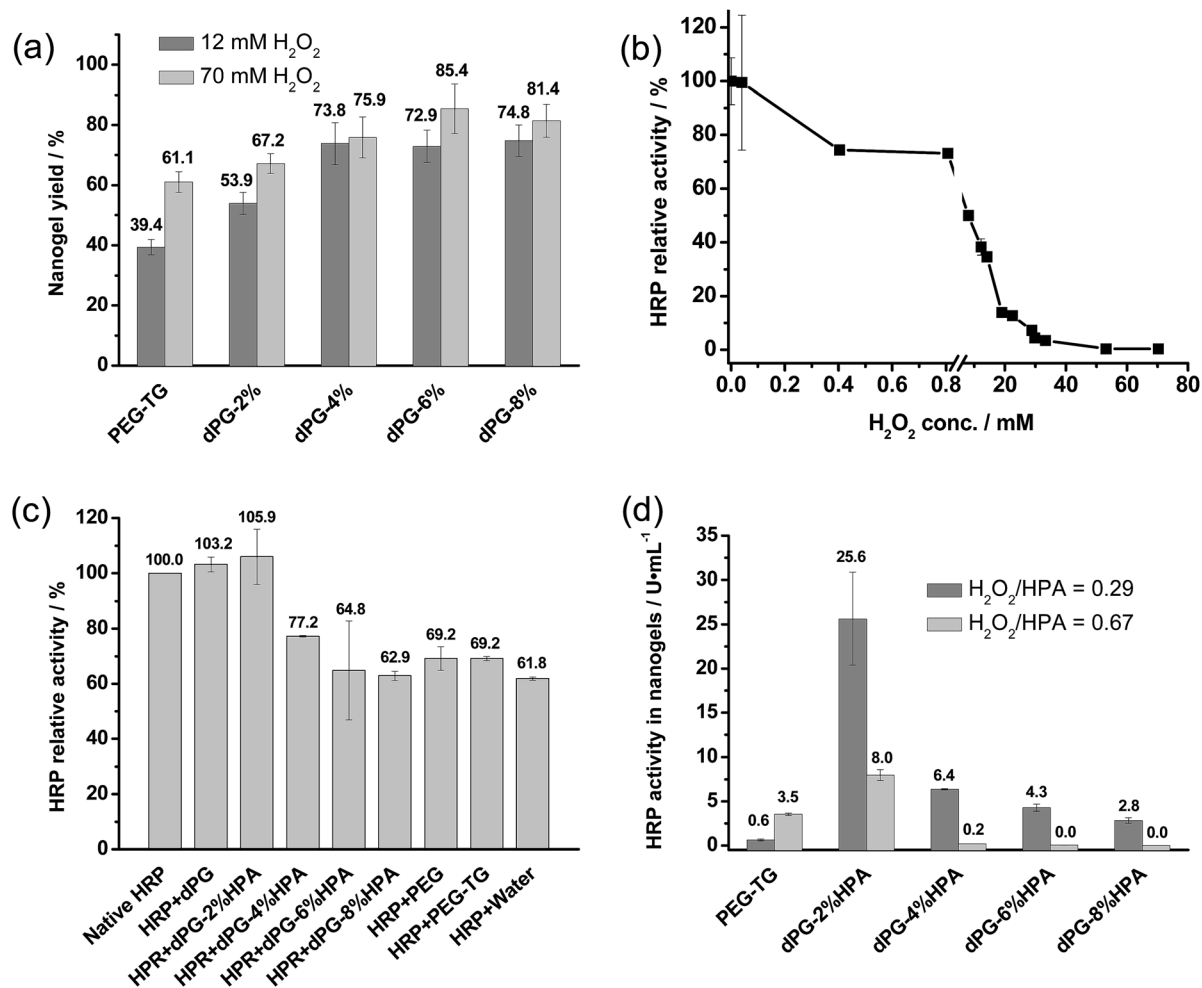 (a)
12 mM H₂O₂
70 mM H₂O₂
Nanogel yield / %
100
80
60
40
20
0
39.4
61.1
53.9
67.2
73.8
75.9
72.9
85.4
74.8
81.4
PEG-TG
dPG-2%
dPG-4%
dPG-6%
dPG-8%
(b)
HRP relative activity / %
120
100
80
60
40
20
0
0.0
0.2
0.4
0.6
0.8
20
40
60
80
H₂O₂ conc. / mM
(c)
HRP relative activity / %
120
100
80
60
40
20
0
100.0
103.2
105.9
77.2
64.8
62.9
69.2
69.2
61.8
Native HRP
HRP+dPG
HPR+dPG-2%HPA
HPR+dPG-4%HPA
HPR+dPG-6%HPA
HPR+dPG-8%HPA
HRP+PEG
HRP+PEG-TG
HRP+Water
(d)
HRP activity in nanogels / U•mL⁻¹
35
30
25
20
15
10
5
0
H₂O₂/HPA = 0.29
H₂O₂/HPA = 0.67
0.6
3.5
25.6
8.0
6.4
0.2
4.3
0.0
2.8
0.0
PEG-TG
dPG-2%HPA
dPG-4%HPA
dPG-6%HPA
dPG-8%HPA